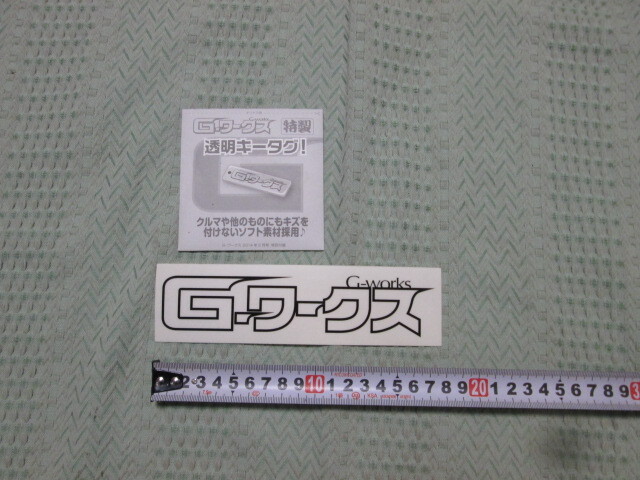 G-ワークス 特製
透明キータグ!
G-ワークス
クルマや他のものにもキズを
付けないソフト素材採用♪
G-works
G-ワークス
2 3 4 5 6 7 8 9 10 1 2 3 4 5 6 7 8 9 20 1 2 3 4 5 6 7 8 9 3